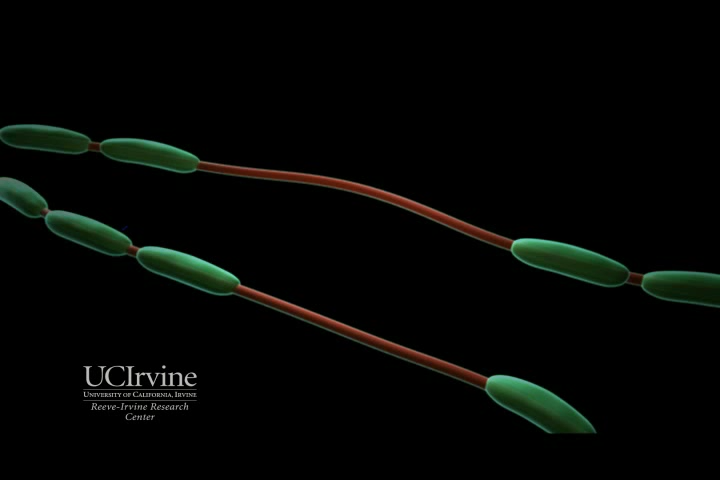 UCIrvine
UNIVERSITY OF CALIFORNIA, IRVINE
Reeve-Irvine Research
Center